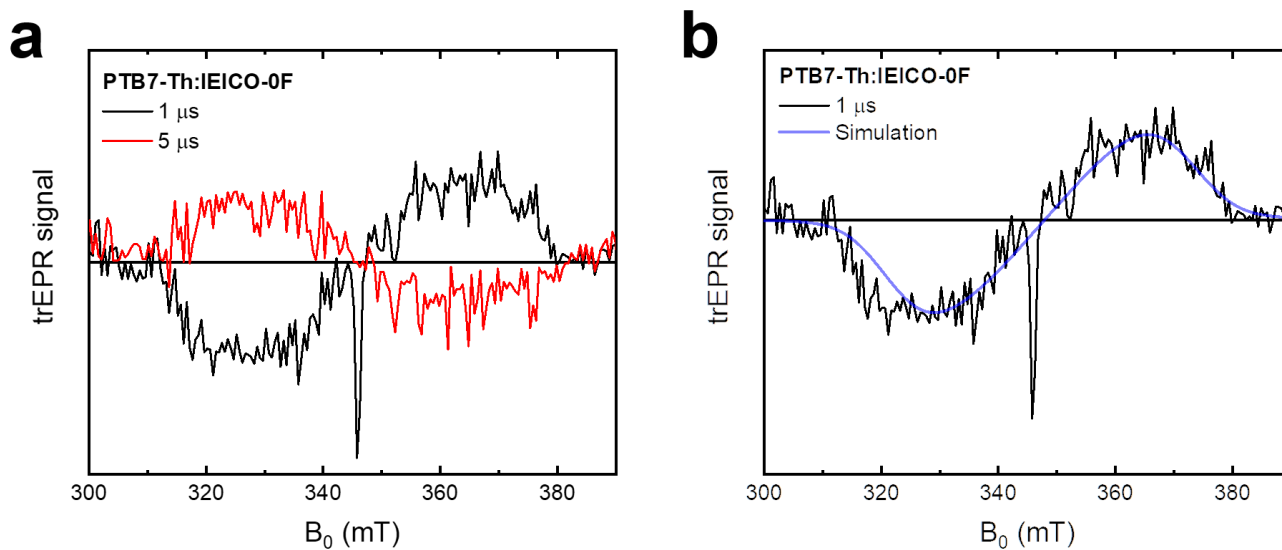 a
PTB7-Th:IEICO-0F
1 μs
5 μs
trEPR signal
300 320 340 360 380
B₀ (mT)
b
PTB7-Th:IEICO-0F
1 μs
Simulation
trEPR signal
300 320 340 360 380
B₀ (mT)